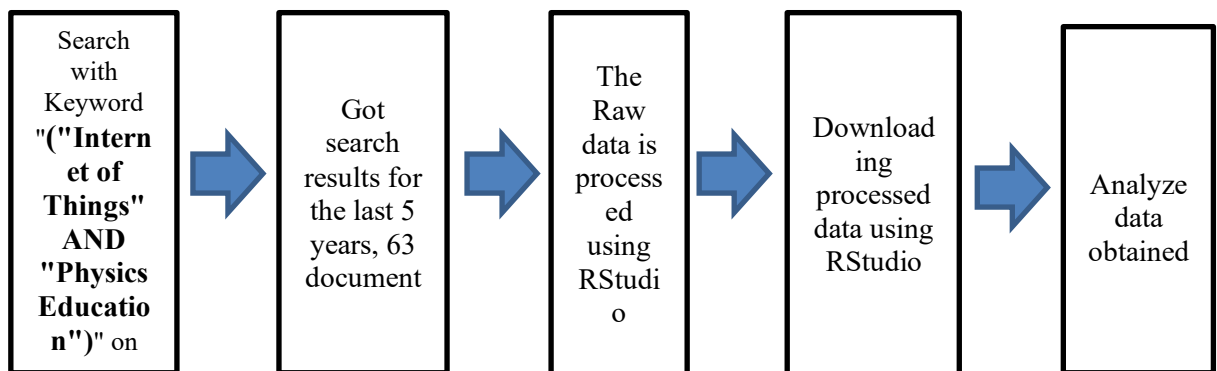 Search
with
Keyword
"("Intern
et of
Things"
AND
"Physics
Educatio
n")" on
Got
search
results for
the last 5
years, 63
document
The
Raw
data is
process
ed
using
RStudi
o
Download
ing
processed
data using
RStudio
Analyze
data
obtained